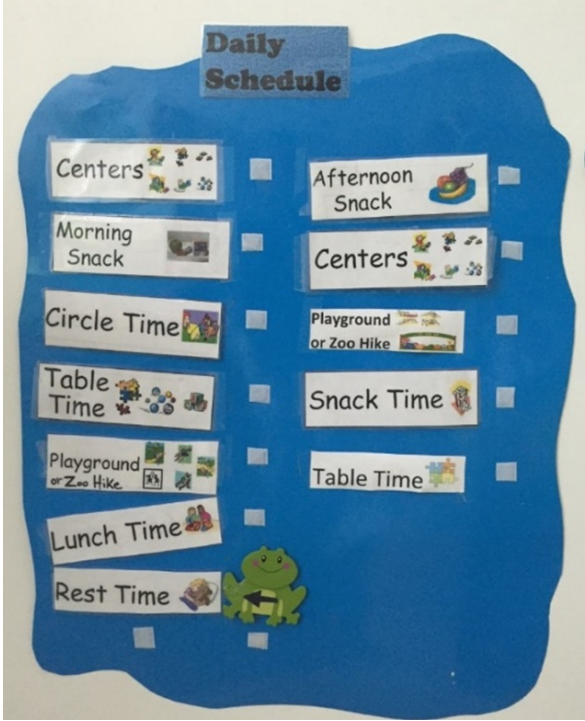 Daily
Schedule
Centers
Morning
Snack
Circle Time
Table
Time
Playground
or Zoo Hike
Lunch Time
Rest Time
Afternoon
Snack
Centers
Playground
or Zoo Hike
Snack Time
Table Time